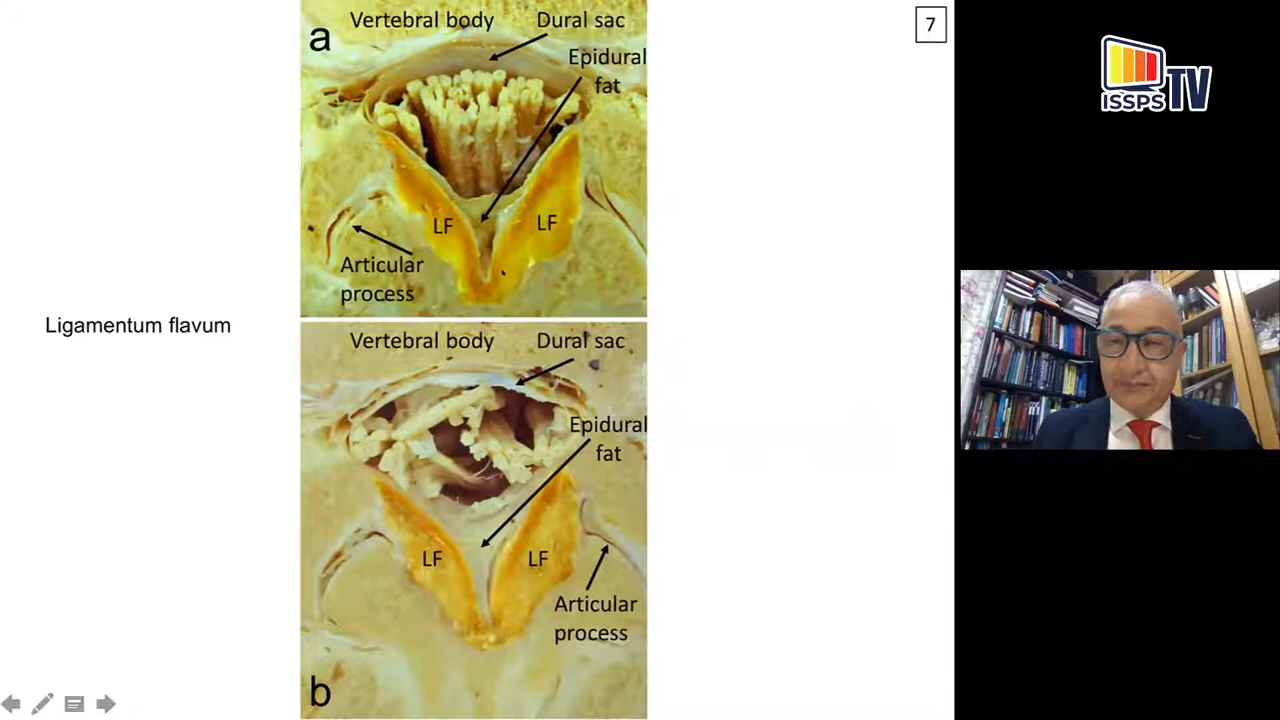 Ligamentum flavum
a
Vertebral body
Dural sac
Epidural
fat
LF
LF
Articular
process
Vertebral body
Dural sac
Epidural
fat
LF
LF
Articular
process
b
7
ISSPS TV